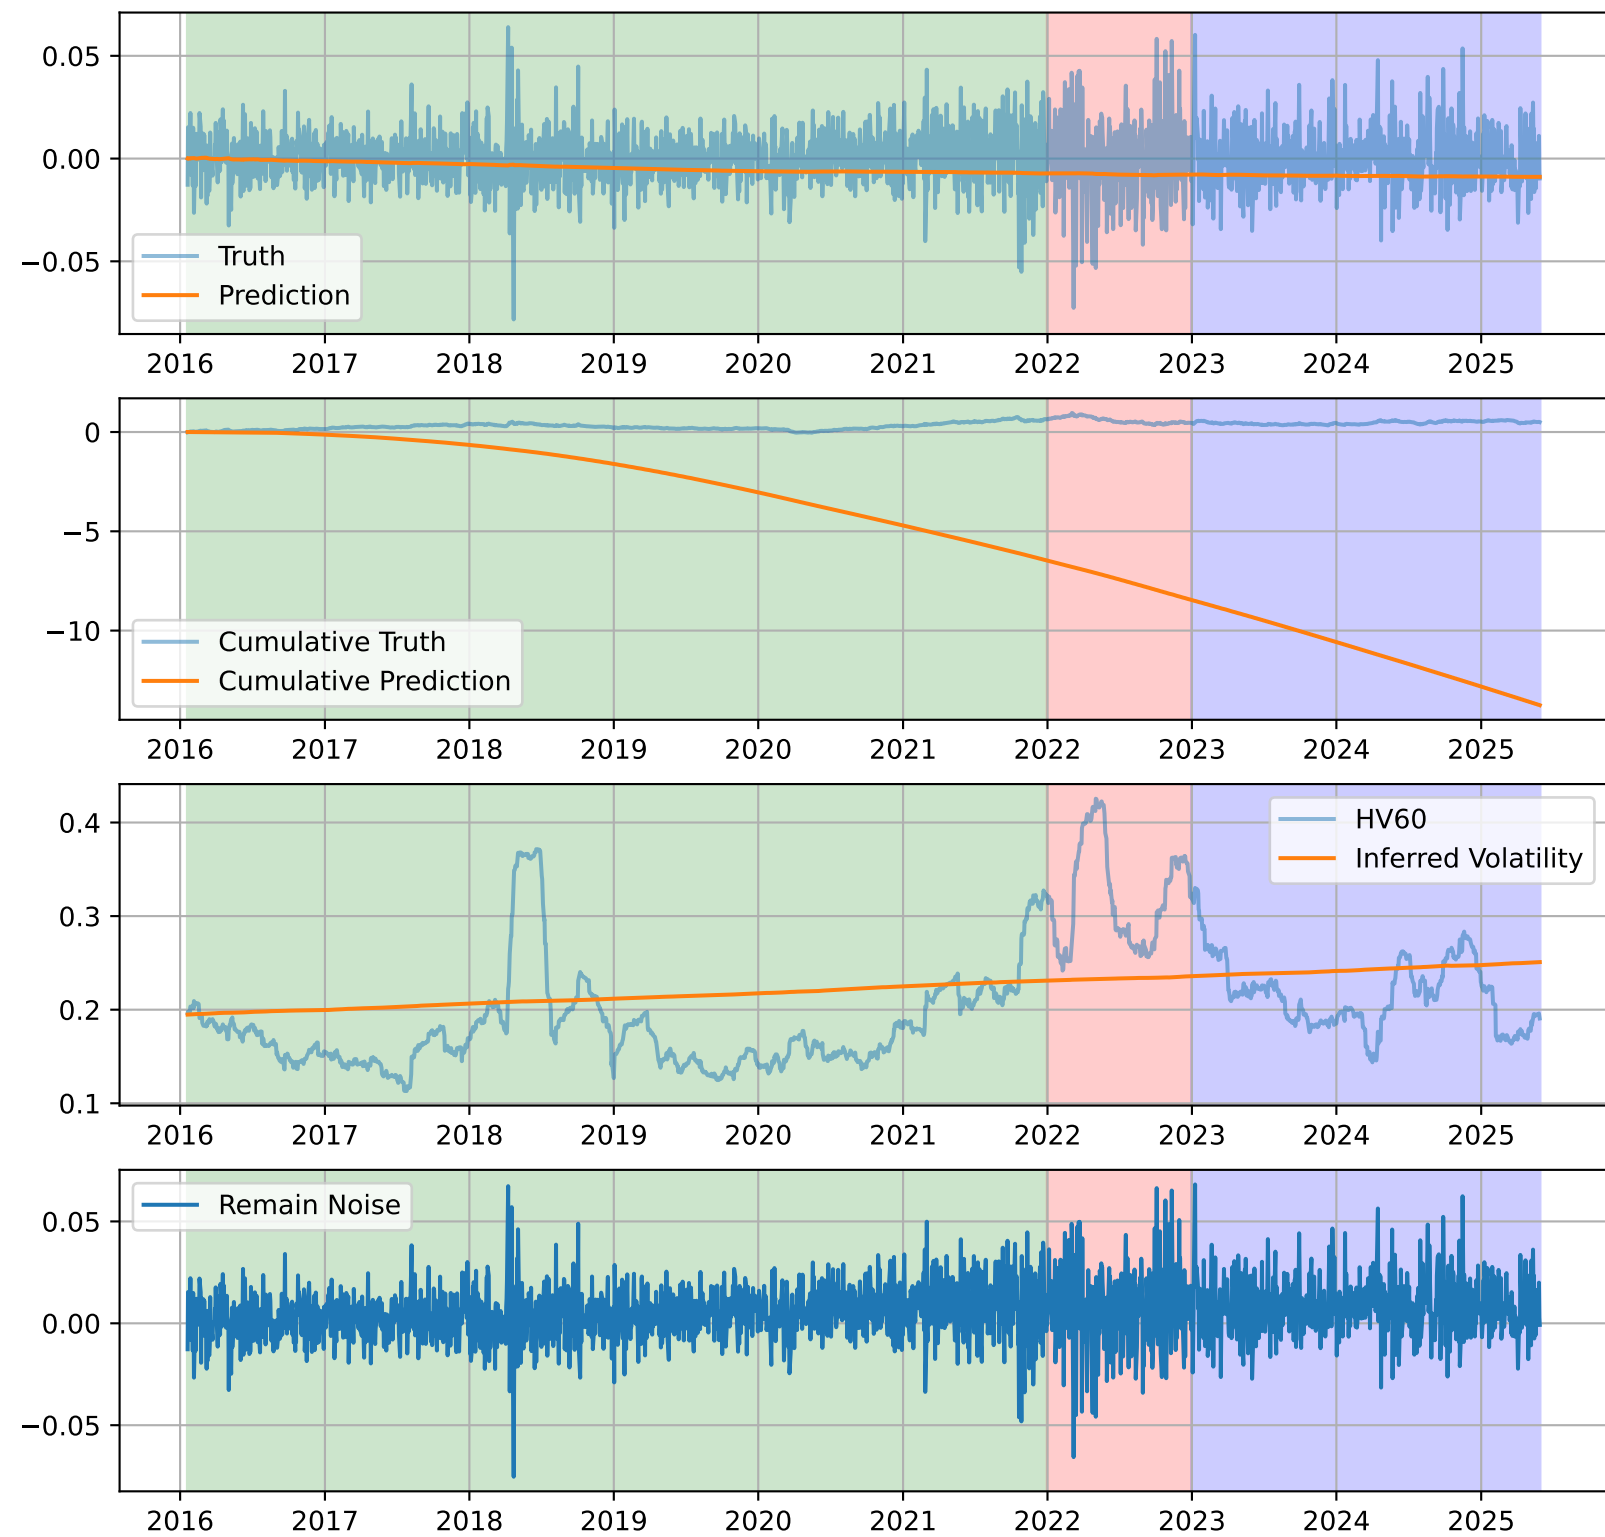 0.05
0.00
−0.05
Truth
Prediction
2016 2017 2018 2019 2020 2021 2022 2023 2024 2025
0
−5
−10
Cumulative Truth
Cumulative Prediction
2016 2017 2018 2019 2020 2021 2022 2023 2024 2025
0.4
0.3
0.2
0.1
HV60
Inferred Volatility
2016 2017 2018 2019 2020 2021 2022 2023 2024 2025
Remain Noise
0.05
0.00
−0.05
2016 2017 2018 2019 2020 2021 2022 2023 2024 2025